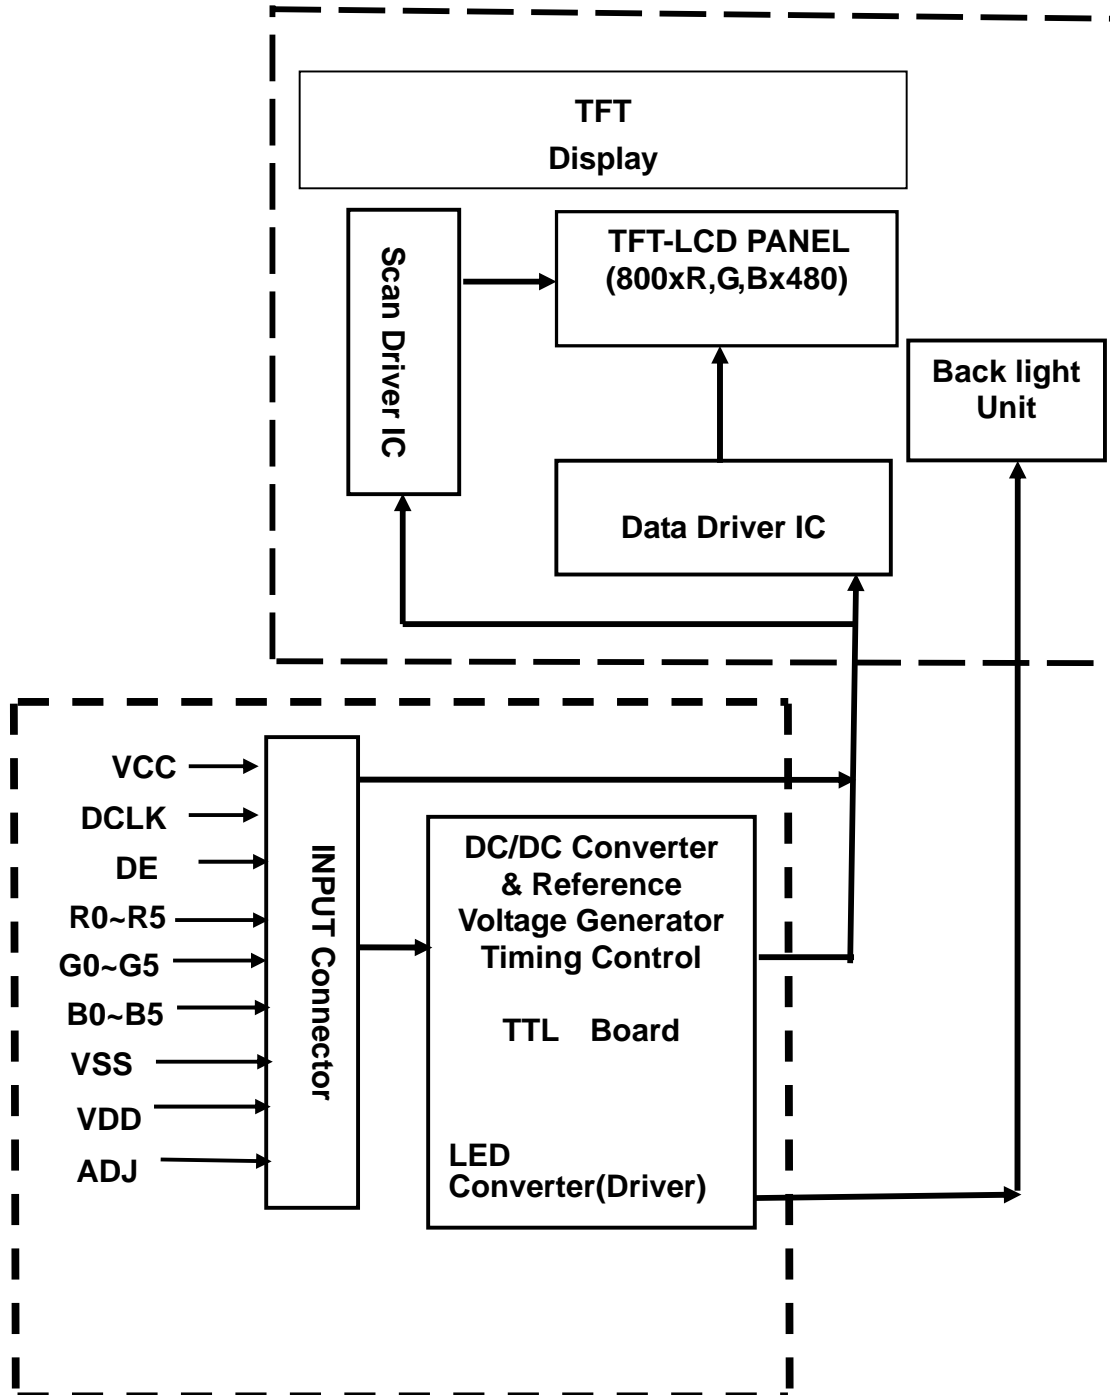 TFT
Display
Scan Driver IC
TFT-LCD PANEL
(800xR,G,Bx480)
Back light
Unit
Data Driver IC
VCC
DCLK
DE
R0~R5
G0~G5
B0~B5
VSS
VDD
ADJ
INPUT Connector
DC/DC Converter
& Reference
Voltage Generator
Timing Control
TTL Board
LED
Converter(Driver)